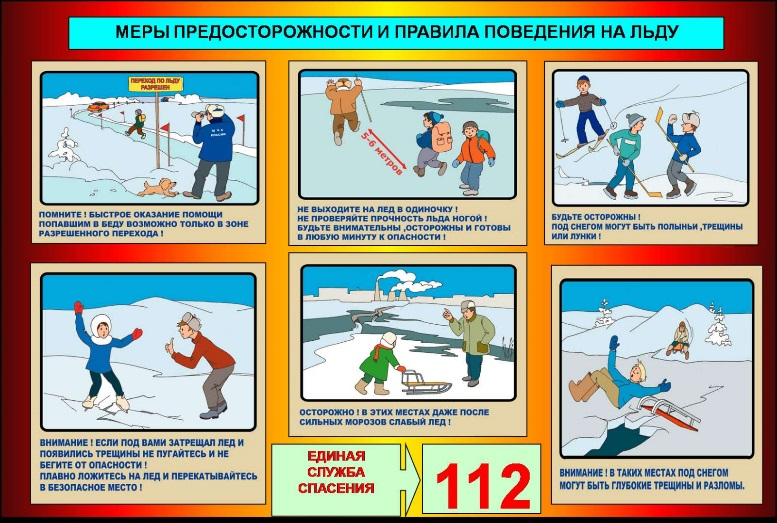 МЕРЫ ПРЕДОСТОРОЖНОСТИ И ПРАВИЛА ПОВЕДЕНИЯ НА ЛЬДУ
ПЕРЕХОД ПО ЛЬДУ
РАЗРЕШЕН
М Ч С
РОССИИ
ПОМНИТЕ ! БЫСТРОЕ ОКАЗАНИЕ ПОМОЩИ
ПОПАВШИМ В БЕДУ ВОЗМОЖНО ТОЛЬКО В ЗОНЕ
РАЗРЕШЕННОГО ПЕРЕХОДА !
5-6 метров
НЕ ВЫХОДИТЕ НА ЛЕД В ОДИНОЧКУ !
НЕ ПРОВЕРЯЙТЕ ПРОЧНОСТЬ ЛЬДА НОГОЙ !
БУДЬТЕ ВНИМАТЕЛЬНЫ ,ОСТОРОЖНЫ И ГОТОВЫ
В ЛЮБУЮ МИНУТУ К ОПАСНОСТИ !
БУДЬТЕ ОСТОРОЖНЫ !
ПОД СНЕГОМ МОГУТ БЫТЬ ПОЛЫНЬИ ,ТРЕЩИНЫ
ИЛИ ЛУНКИ !
ВНИМАНИЕ ! ЕСЛИ ПОД ВАМИ ЗАТРЕЩАЛ ЛЕД И
ПОЯВИЛИСЬ ТРЕЩИНЫ НЕ ПУГАЙТЕСЬ И НЕ
БЕГИТЕ ОТ ОПАСНОСТИ !
ПЛАВНО ЛОЖИТЕСЬ НА ЛЕД И ПЕРЕКАТЫВАЙТЕСЬ
В БЕЗОПАСНОЕ МЕСТО !
ОСТОРОЖНО ! В ЭТИХ МЕСТАХ ДАЖЕ ПОСЛЕ
СИЛЬНЫХ МОРОЗОВ СЛАБЫЙ ЛЕД !
ВНИМАНИЕ ! В ТАКИХ МЕСТАХ ПОД СНЕГОМ
МОГУТ БЫТЬ ГЛУБОКИЕ ТРЕЩИНЫ И РАЗЛОМЫ.
ЕДИНАЯ
СЛУЖБА
СПАСЕНИЯ
112